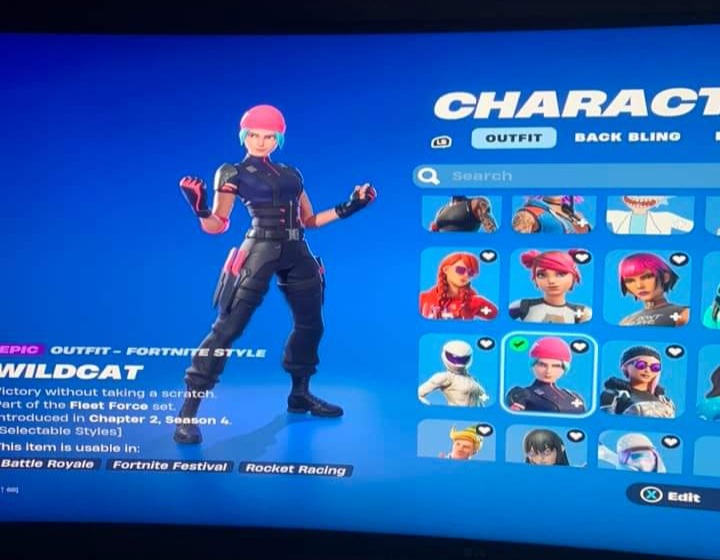 CHARACT
OUTFIT
BACK BLING
Search
EPIC OUTFIT - FORTNITE STYLE
WILDCAT
Victory without taking a scratch.
Part of the Fleet Force set.
Introduced in Chapter 2, Season 4.
Selectable Styles]
This item is usable in:
Battle Royale Fortnite Festival Rocket Racing
X Edit